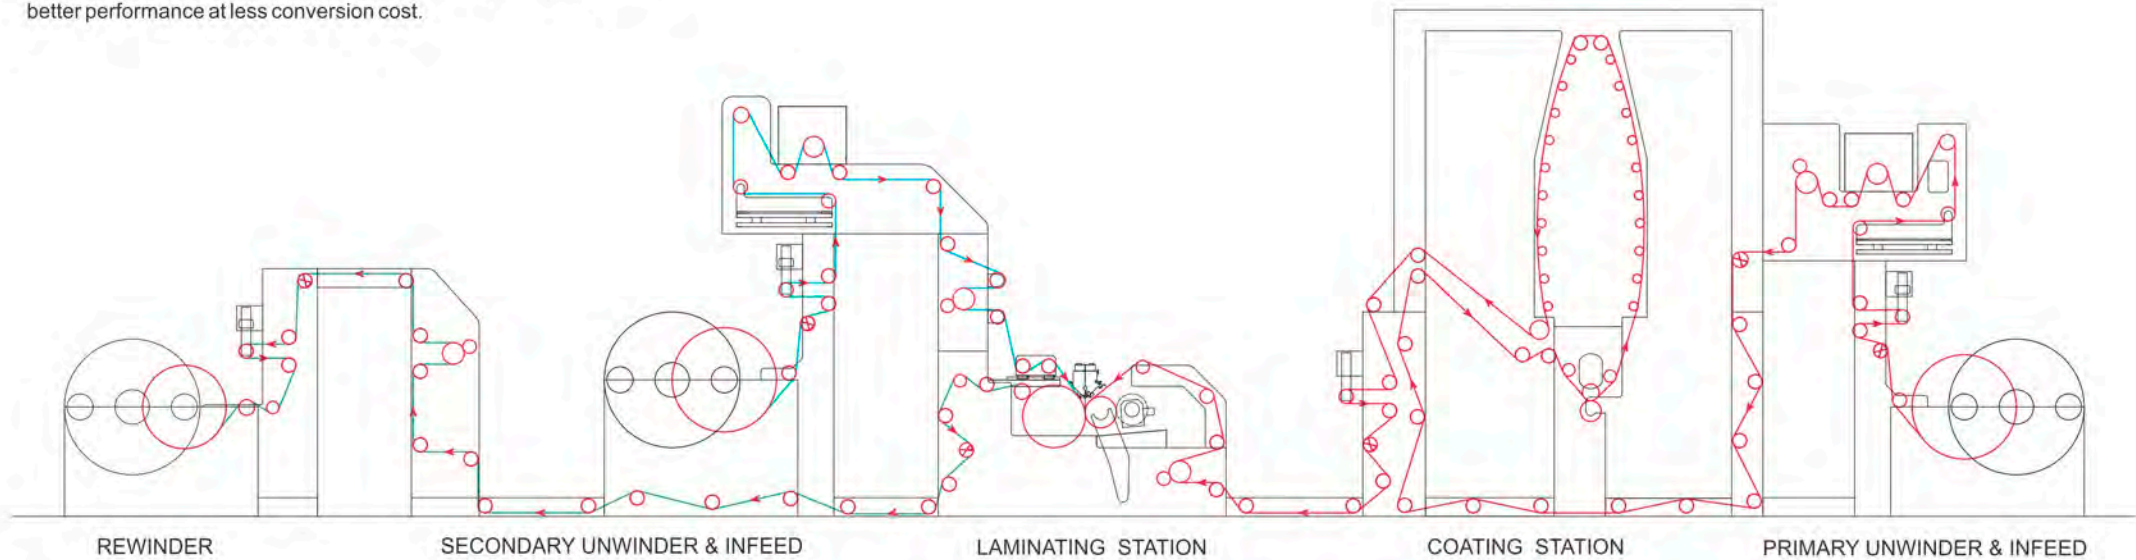 better performance at less conversion cost.
REWINDER
SECONDARY UNWINDER & INFEED
LAMINATING STATION
COATING STATION
PRIMARY UNWINDER & INFEED